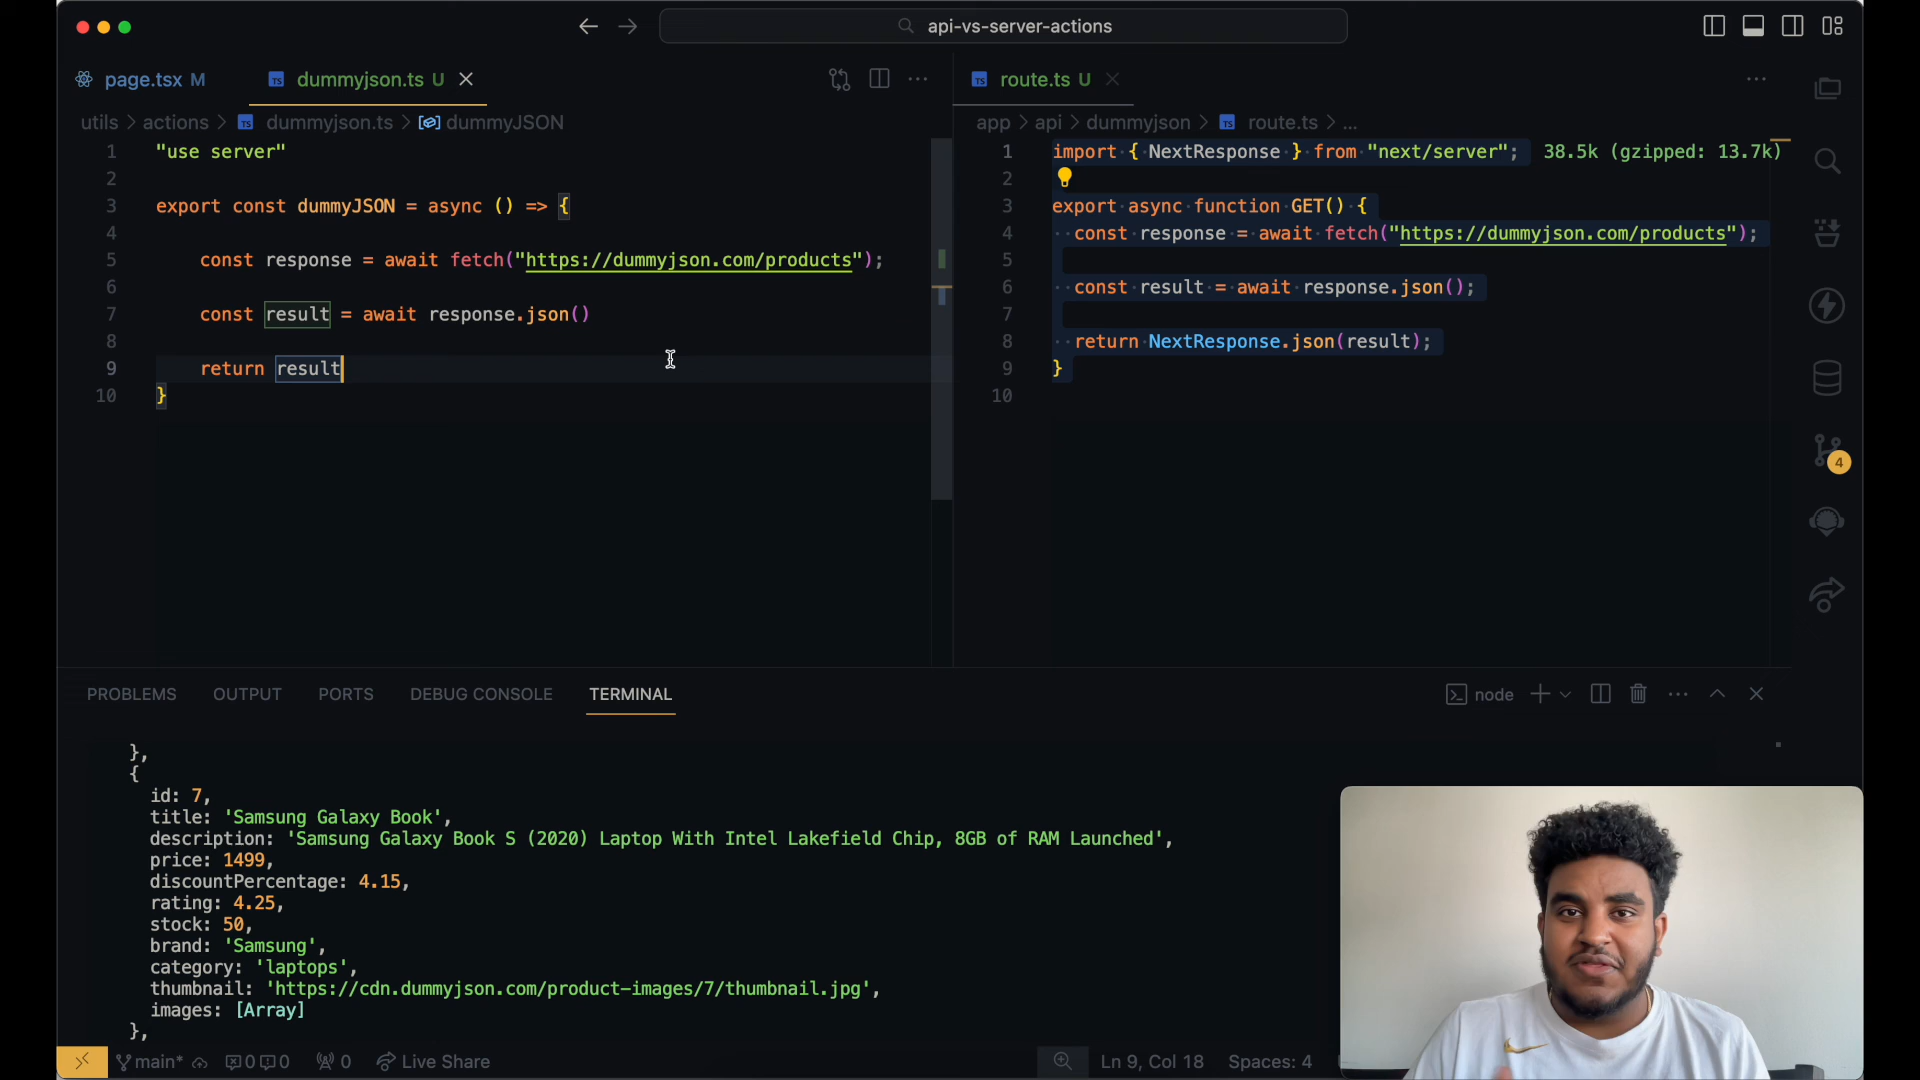 api-vs-server-actions
page.tsx M
TS dummyjson.ts U
utils > actions > TS dummyjson.ts > dummyJSON
1 "use server"
2
3 export const dummyJSON = async () => {
4
5 const response = await fetch("https://dummyjson.com/products");
6
7 const result = await response.json()
8
9 return result
10 }
TS route.ts U
app > api > dummyjson > TS route.ts > ...
1 import { NextResponse } from "next/server"; 38.5k (gzipped: 13.7k)
2
3 export async function GET() {
4 const response = await fetch("https://dummyjson.com/products");
5
6 const result = await response.json();
7
8 return NextResponse.json(result);
9 }
10
4
PROBLEMS OUTPUT PORTS DEBUG CONSOLE TERMINAL
node
},
{
id: 7,
title: 'Samsung Galaxy Book',
description: 'Samsung Galaxy Book S (2020) Laptop With Intel Lakefield Chip, 8GB of RAM Launched',
price: 1499,
discountPercentage: 4.15,
rating: 4.25,
stock: 50,
brand: 'Samsung',
category: 'laptops',
thumbnail: 'https://cdn.dummyjson.com/product-images/7/thumbnail.jpg',
images: [Array]
},
main* 0 0 0 Live Share
Ln 9, Col 18 Spaces: 4